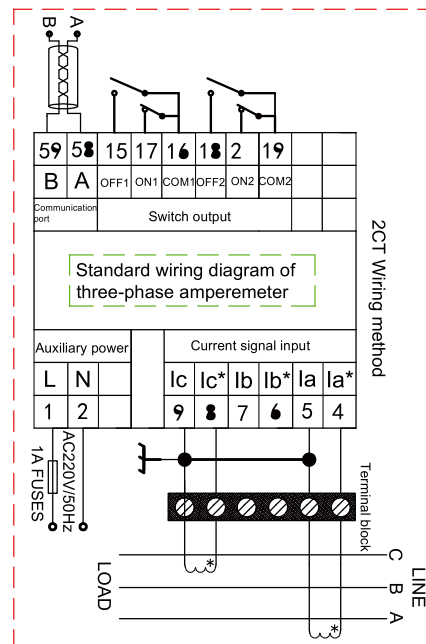 B A
59 58 15 17 16 18 2 19
B A OFF1 ON1 COM1 OFF2 ON2 COM2
Communication
port
Switch output
2CT Wiring method
Standard wiring diagram of
three-phase amperemeter
Auxiliary power
Current signal input
L N Ic Ic* Ib Ib* Ia Ia*
1 2 9 8 7 6 5 4
1A FUSES
AC220V/50Hz
Terminal block
*
*
LOAD
C
B
A
LINE